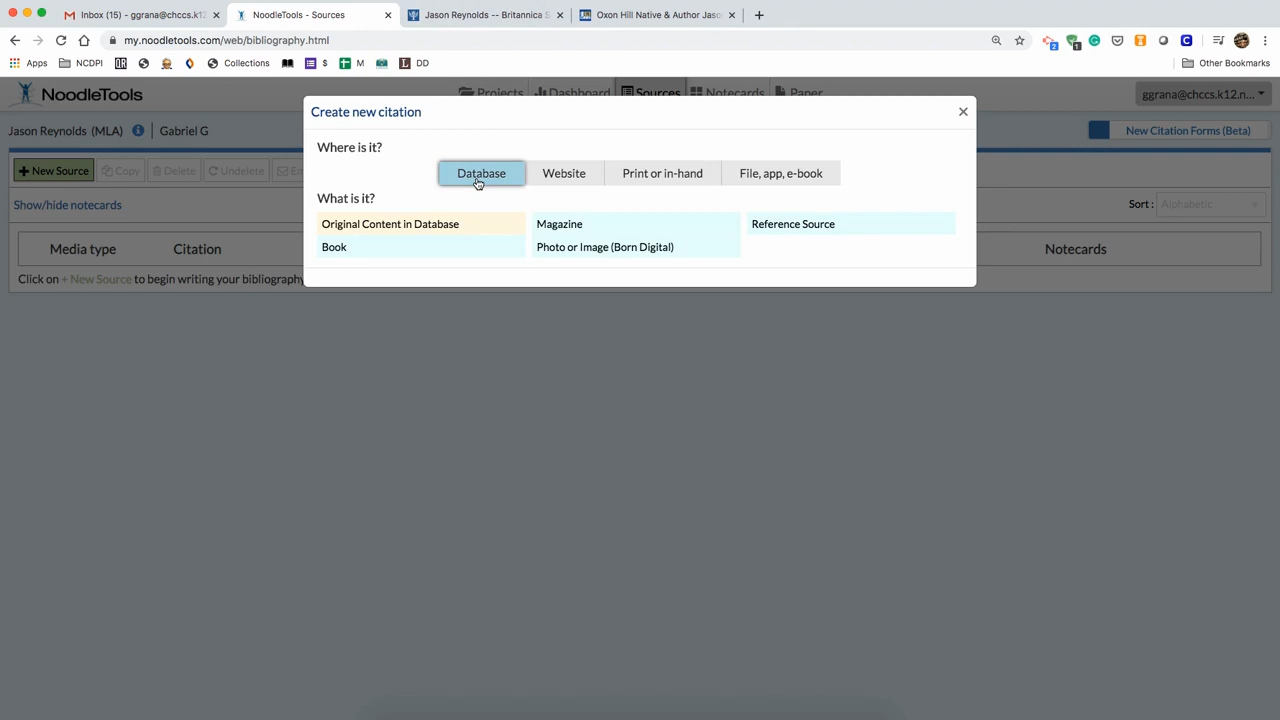 Inbox (15) - ggrana@chccs.k12
NoodleTools - Sources
Jason Reynolds -- Britannica S
Oxon Hill Native & Author Jaso
my.noodletools.com/web/bibliography.html
Apps
NCDPI
QR
Collections
$
M
L DD
Other Bookmarks
NoodleTools
Projects
Dashboard
Sources
Notecards
Paper
ggrana@chccs.k12.n...
Jason Reynolds (MLA)
Gabriel G
New Citation Forms (Beta)
New Source
Copy
Delete
Undelete
Em
Show/hide notecards
Sort :
Alphabetic
Media type
Citation
Notecards
Click on + New Source to begin writing your bibliography
Create new citation
Where is it?
Database
Website
Print or in-hand
File, app, e-book
What is it?
Original Content in Database
Magazine
Reference Source
Book
Photo or Image (Born Digital)